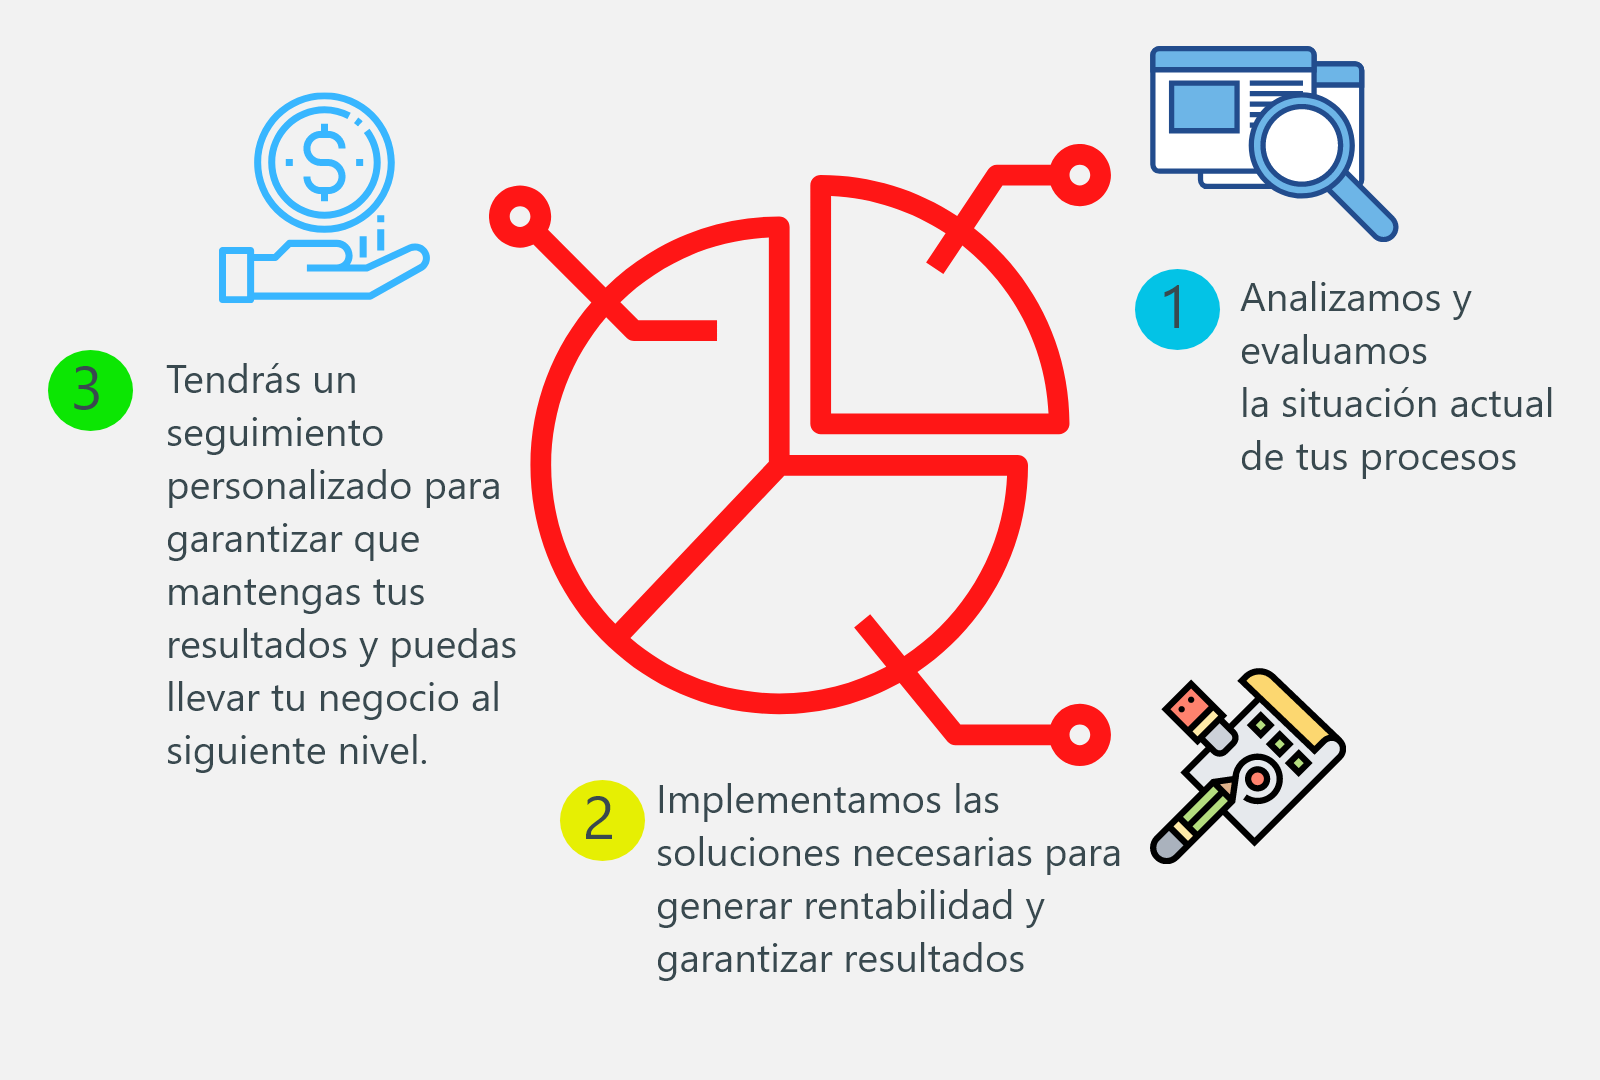 1
Analizamos y
evaluamos
la situación actual
de tus procesos
2
Implementamos las
soluciones necesarias para
generar rentabilidad y
garantizar resultados
3
Tendrás un
seguimiento
personalizado para
garantizar que
mantengas tus
resultados y puedas
llevar tu negocio al
siguiente nivel.
$